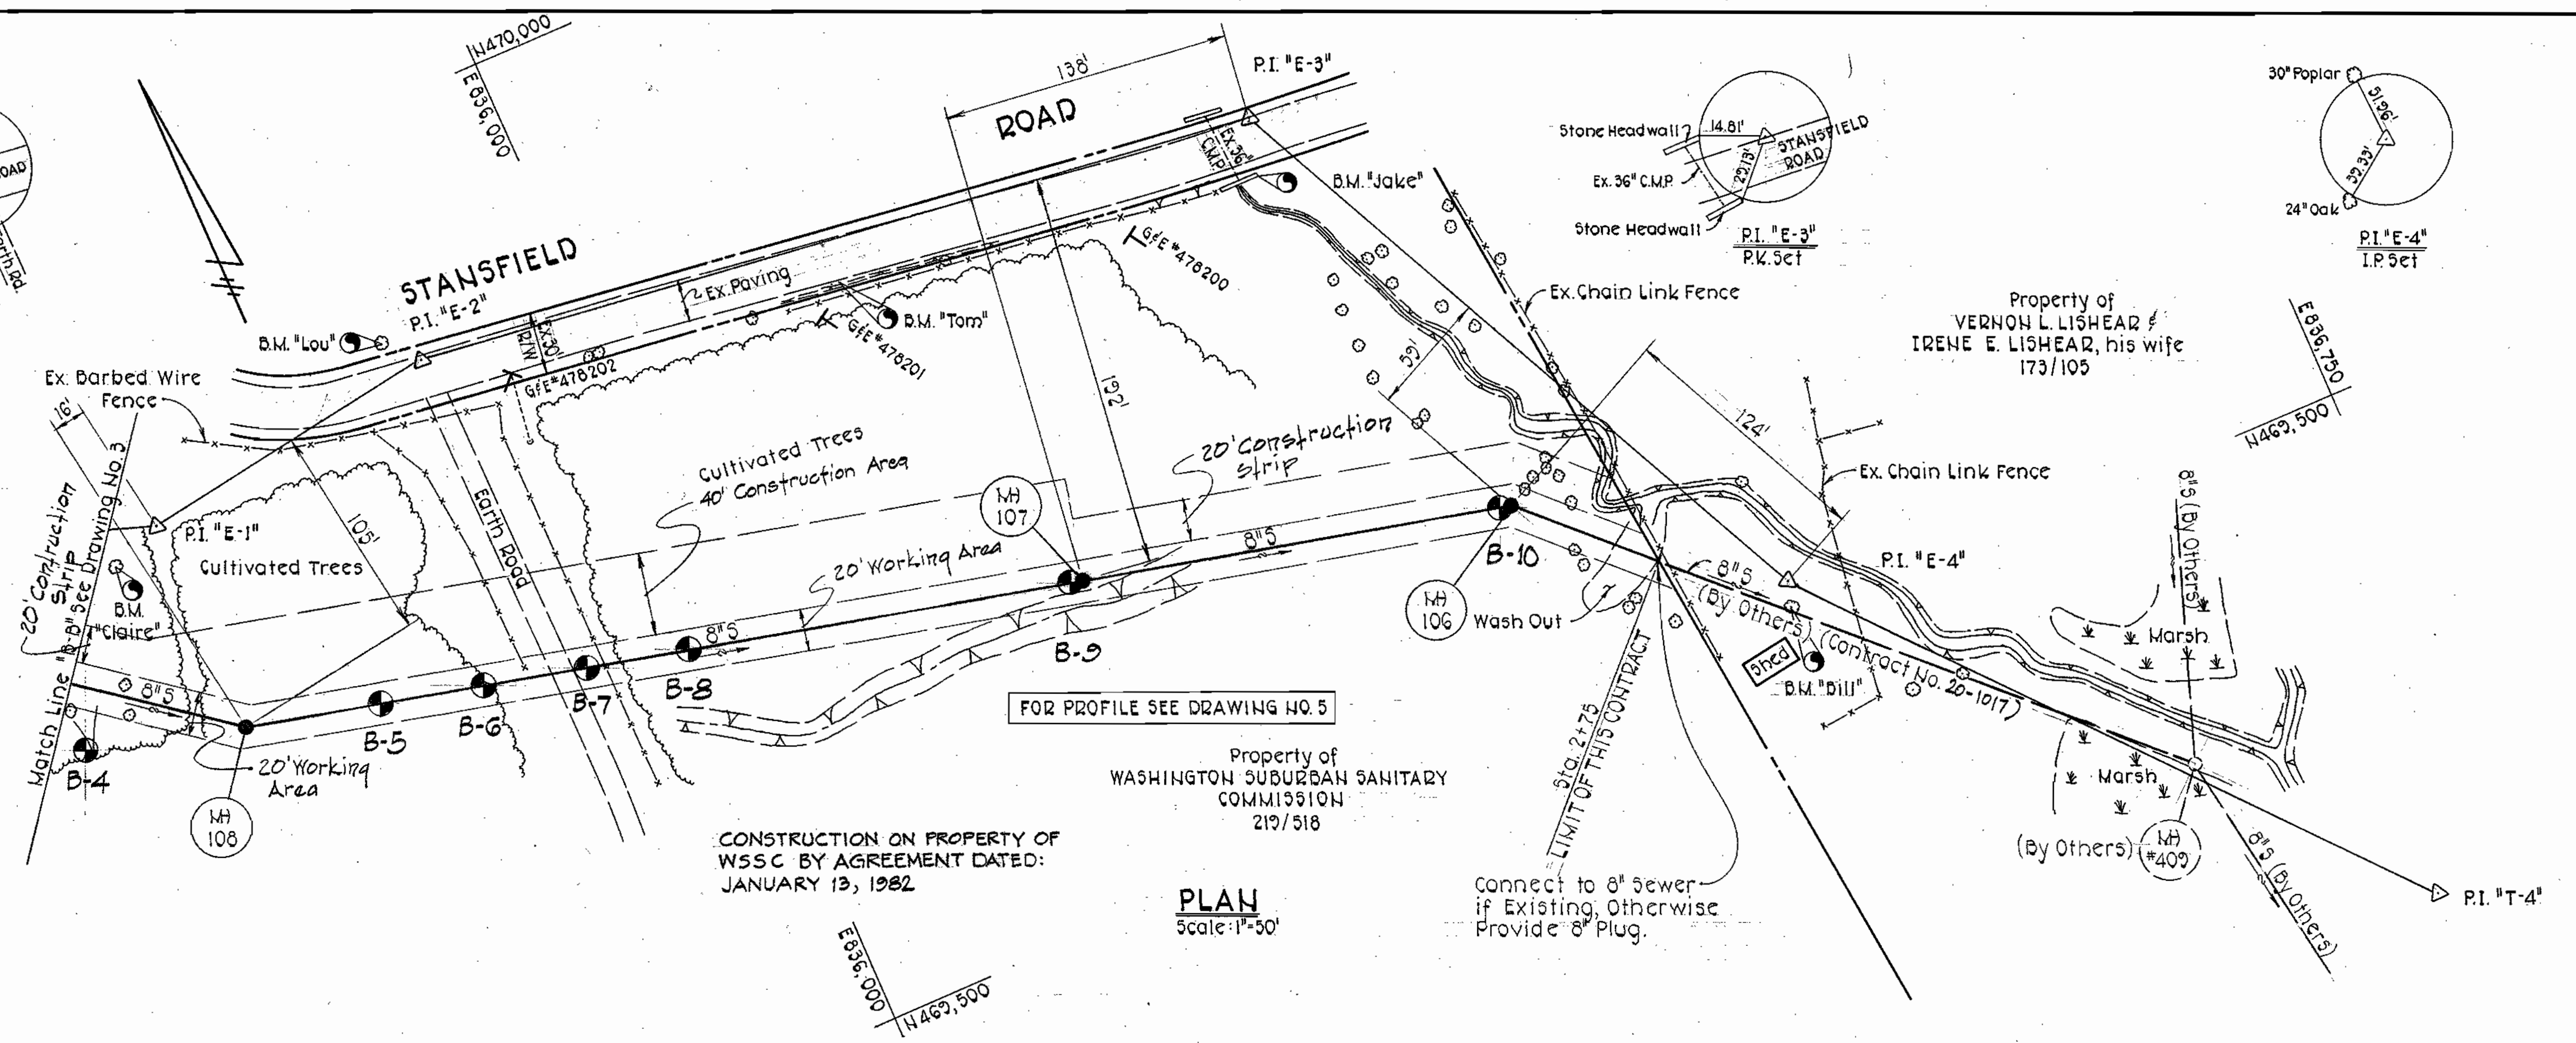 N470,000
E836,000
138'
P.I. "E-3"
ROAD
Ex. 36"
C.M.P.
B.M. "Jake"
Stone Headwall
14.81'
STANSFIELD
ROAD
Ex. 36" C.M.P.
Stone Headwall
P.I. "E-3"
P.K. Set
30" Poplar
51.96'
24" Oak
P.I. "E-4"
I.P. Set
OAD
arth Rd.
STANSFIELD
P.I. "E-2"
B.M. "Lou"
Ex. 30'
R/W
Ex. Paving
B.M. "Tom"
G&E #478200
G&E #478201
G&E #478202
Ex. Chain Link Fence
Property of
VERNON L. LISHEAR &
IRENE E. LISHEAR, his wife
173/105
E836,750
N469,500
Ex. Barbed Wire
Fence
16'
105'
192'
59'
124'
Cultivated Trees
40' Construction Area
20' Construction
Strip
Ex. Chain Link Fence
8"S (By Others)
20' Construction
Strip
Match Line "B-B" See Drawing No. 3
P.I. "E-1"
Cultivated Trees
B.M.
"Claire"
Earth Road
MH
107
20' Working Area
8"S
8"S
8"S
B-4
B-5
B-6
B-7
B-8
B-9
B-10
20' Working
Area
MH
108
MH
106
Wash Out
8"S
(By Others) (Contract No. 20-1017)
P.I. "E-4"
Shed
B.M. "Bill"
Marsh
Marsh
FOR PROFILE SEE DRAWING NO. 5
Property of
WASHINGTON SUBURBAN SANITARY
COMMISSION
219/518
Sta. 2+75
LIMIT OF THIS CONTRACT
CONSTRUCTION ON PROPERTY OF
WSSC BY AGREEMENT DATED:
JANUARY 13, 1982
PLAN
Scale: 1"=50'
Connect to 8" Sewer
if Existing, Otherwise
Provide 8" Plug.
(By Others)
MH
#409
8"S (By Others)
P.I. "T-4"
E836,000
N469,500